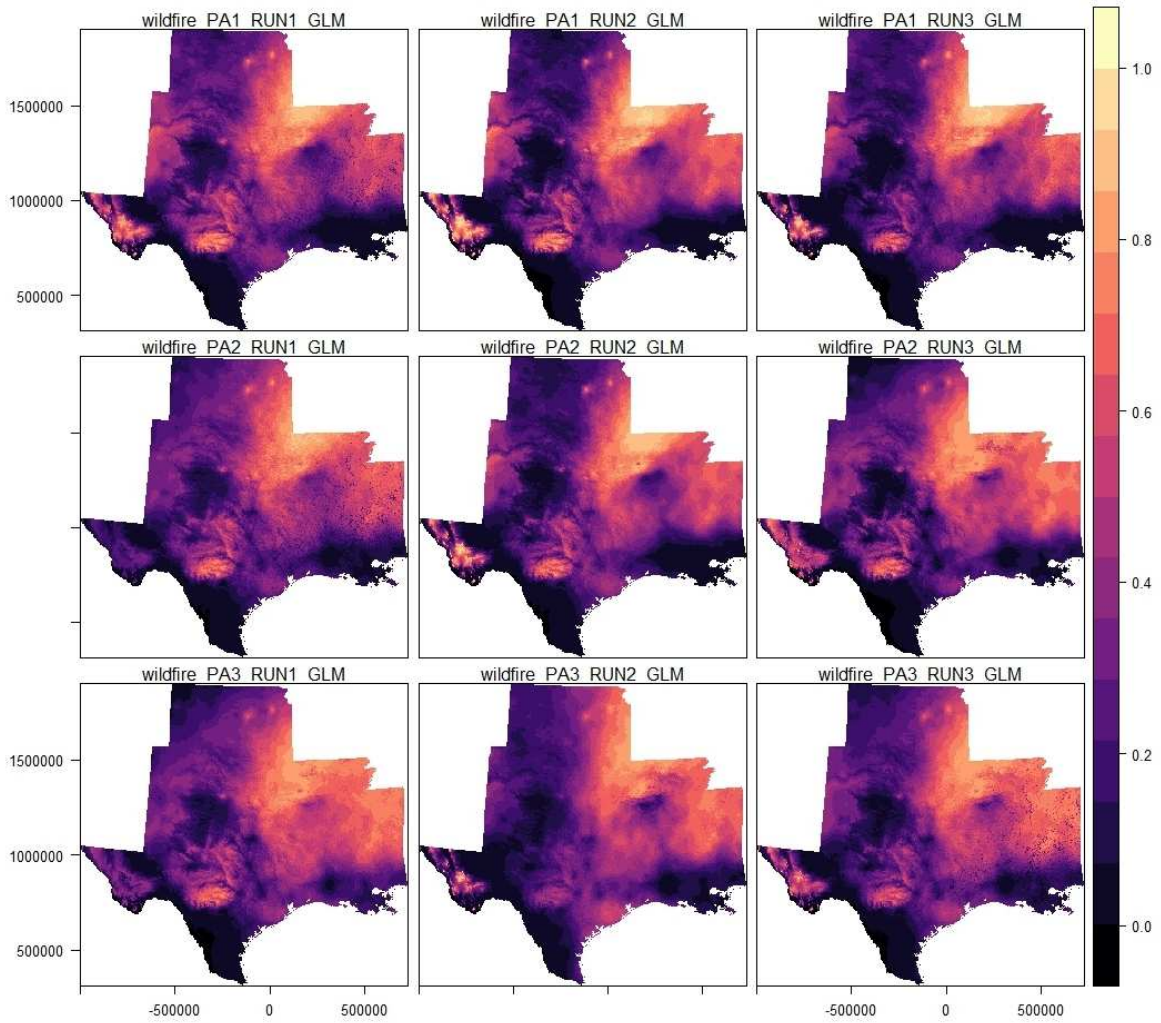 wildfire_PA1_RUN1_GLM
wildfire_PA1_RUN2_GLM
wildfire_PA1_RUN3_GLM
1500000
1000000
500000
wildfire_PA2_RUN1_GLM
wildfire_PA2_RUN2_GLM
wildfire_PA2_RUN3_GLM
wildfire_PA3_RUN1_GLM
wildfire_PA3_RUN2_GLM
wildfire_PA3_RUN3_GLM
1500000
1000000
500000
-500000 0 500000
-500000 0 500000
1.0
0.8
0.6
0.4
0.2
0.0